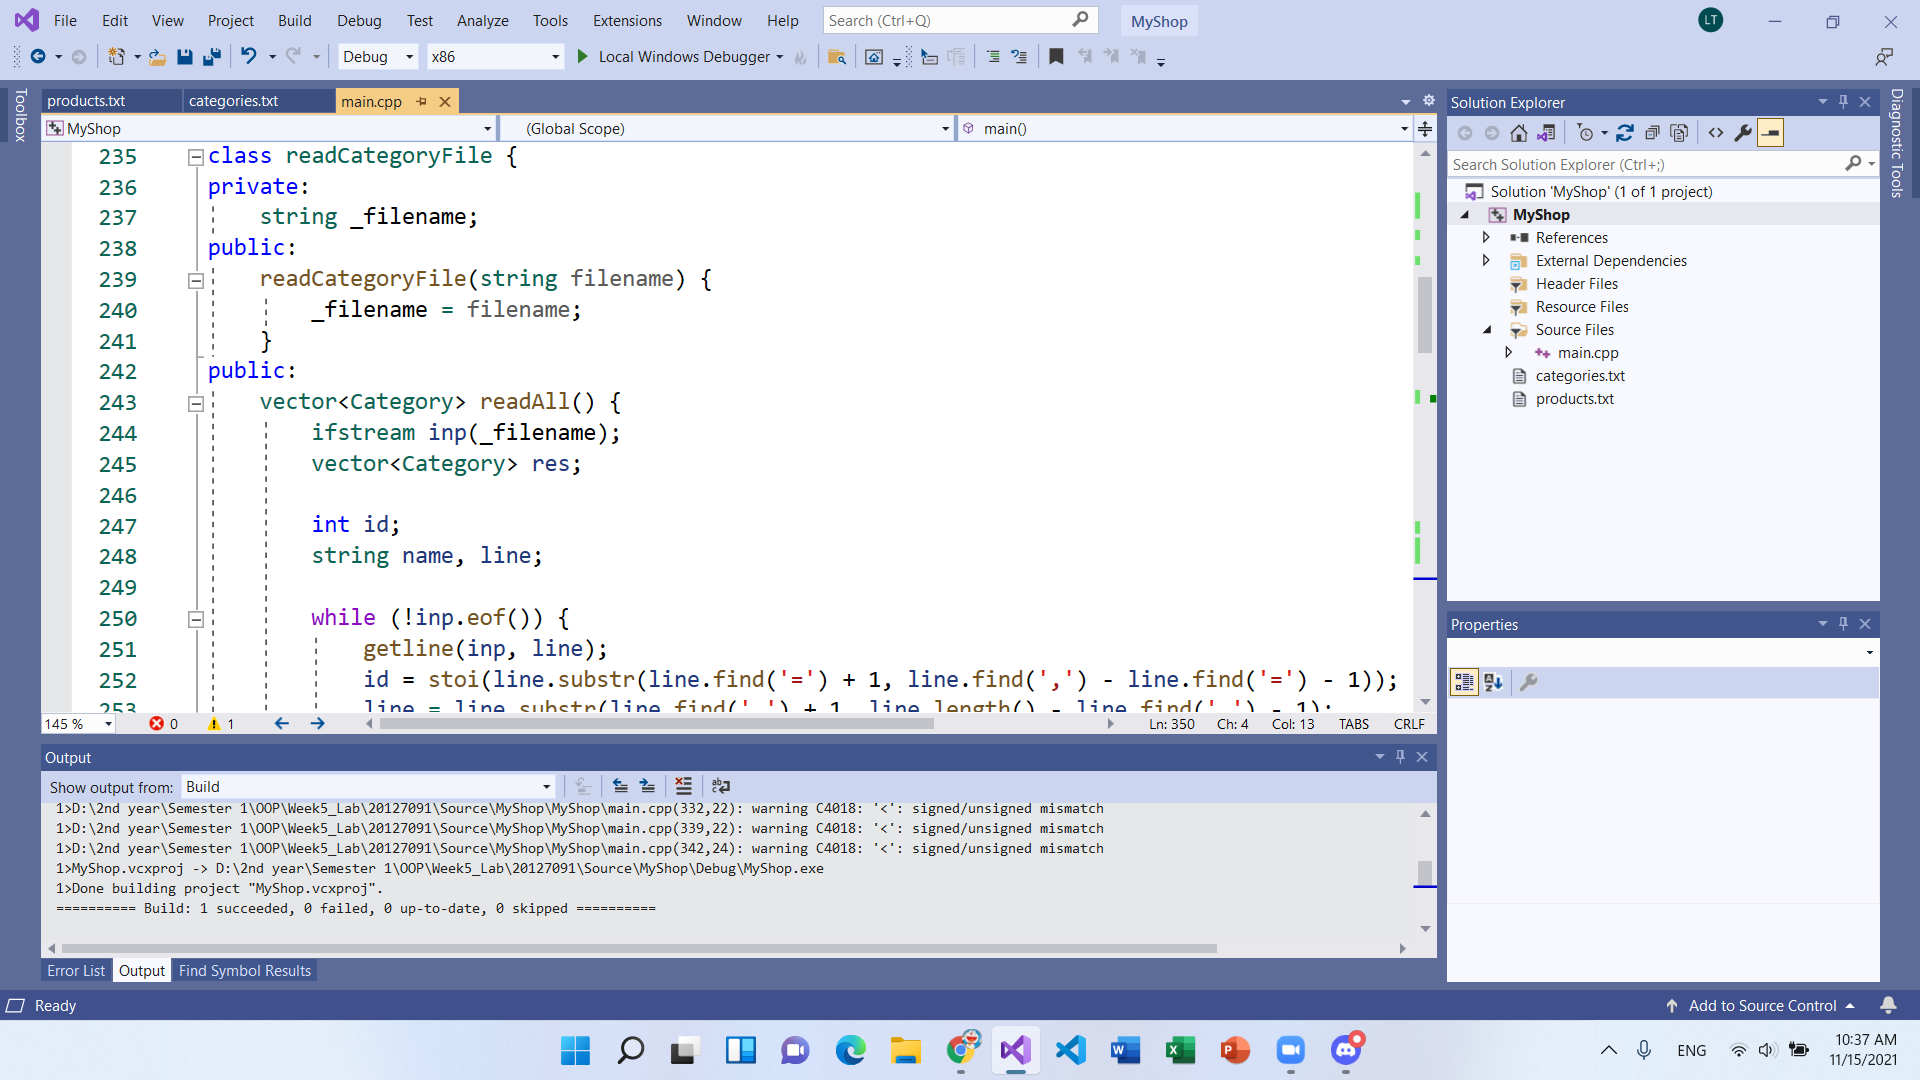 File Edit View Project Build Debug Test Analyze Tools Extensions Window Help Search (Ctrl+Q) MyShop LT
Debug x86 Local Windows Debugger
Toolbox
products.txt categories.txt main.cpp
MyShop (Global Scope) main()
235 class readCategoryFile {
236 private:
237 string _filename;
238 public:
239 readCategoryFile(string filename) {
240 _filename = filename;
241 }
242 public:
243 vector<Category> readAll() {
244 ifstream inp(_filename);
245 vector<Category> res;
246
247 int id;
248 string name, line;
249
250 while (!inp.eof()) {
251 getline(inp, line);
252 id = stoi(line.substr(line.find('=') + 1, line.find(',') - line.find('=') - 1));
253 line = line.substr(line.find(' ') + 1, line.length() - line.find(' ') - 1);
145 % 0 1 Ln: 350 Ch: 4 Col: 13 TABS CRLF
Output
Show output from: Build
1>D:\2nd year\Semester 1\OOP\Week5_Lab\20127091\Source\MyShop\MyShop\main.cpp(332,22): warning C4018: '<': signed/unsigned mismatch
1>D:\2nd year\Semester 1\OOP\Week5_Lab\20127091\Source\MyShop\MyShop\main.cpp(339,22): warning C4018: '<': signed/unsigned mismatch
1>D:\2nd year\Semester 1\OOP\Week5_Lab\20127091\Source\MyShop\MyShop\main.cpp(342,24): warning C4018: '<': signed/unsigned mismatch
1>MyShop.vcxproj -> D:\2nd year\Semester 1\OOP\Week5_Lab\20127091\Source\MyShop\Debug\MyShop.exe
1>Done building project "MyShop.vcxproj".
========== Build: 1 succeeded, 0 failed, 0 up-to-date, 0 skipped ==========
Error List Output Find Symbol Results
Solution Explorer
Search Solution Explorer (Ctrl+;)
Solution 'MyShop' (1 of 1 project)
MyShop
References
External Dependencies
Header Files
Resource Files
Source Files
main.cpp
categories.txt
products.txt
Properties
Diagnostic Tools
Ready Add to Source Control
ENG 10:37 AM
11/15/2021